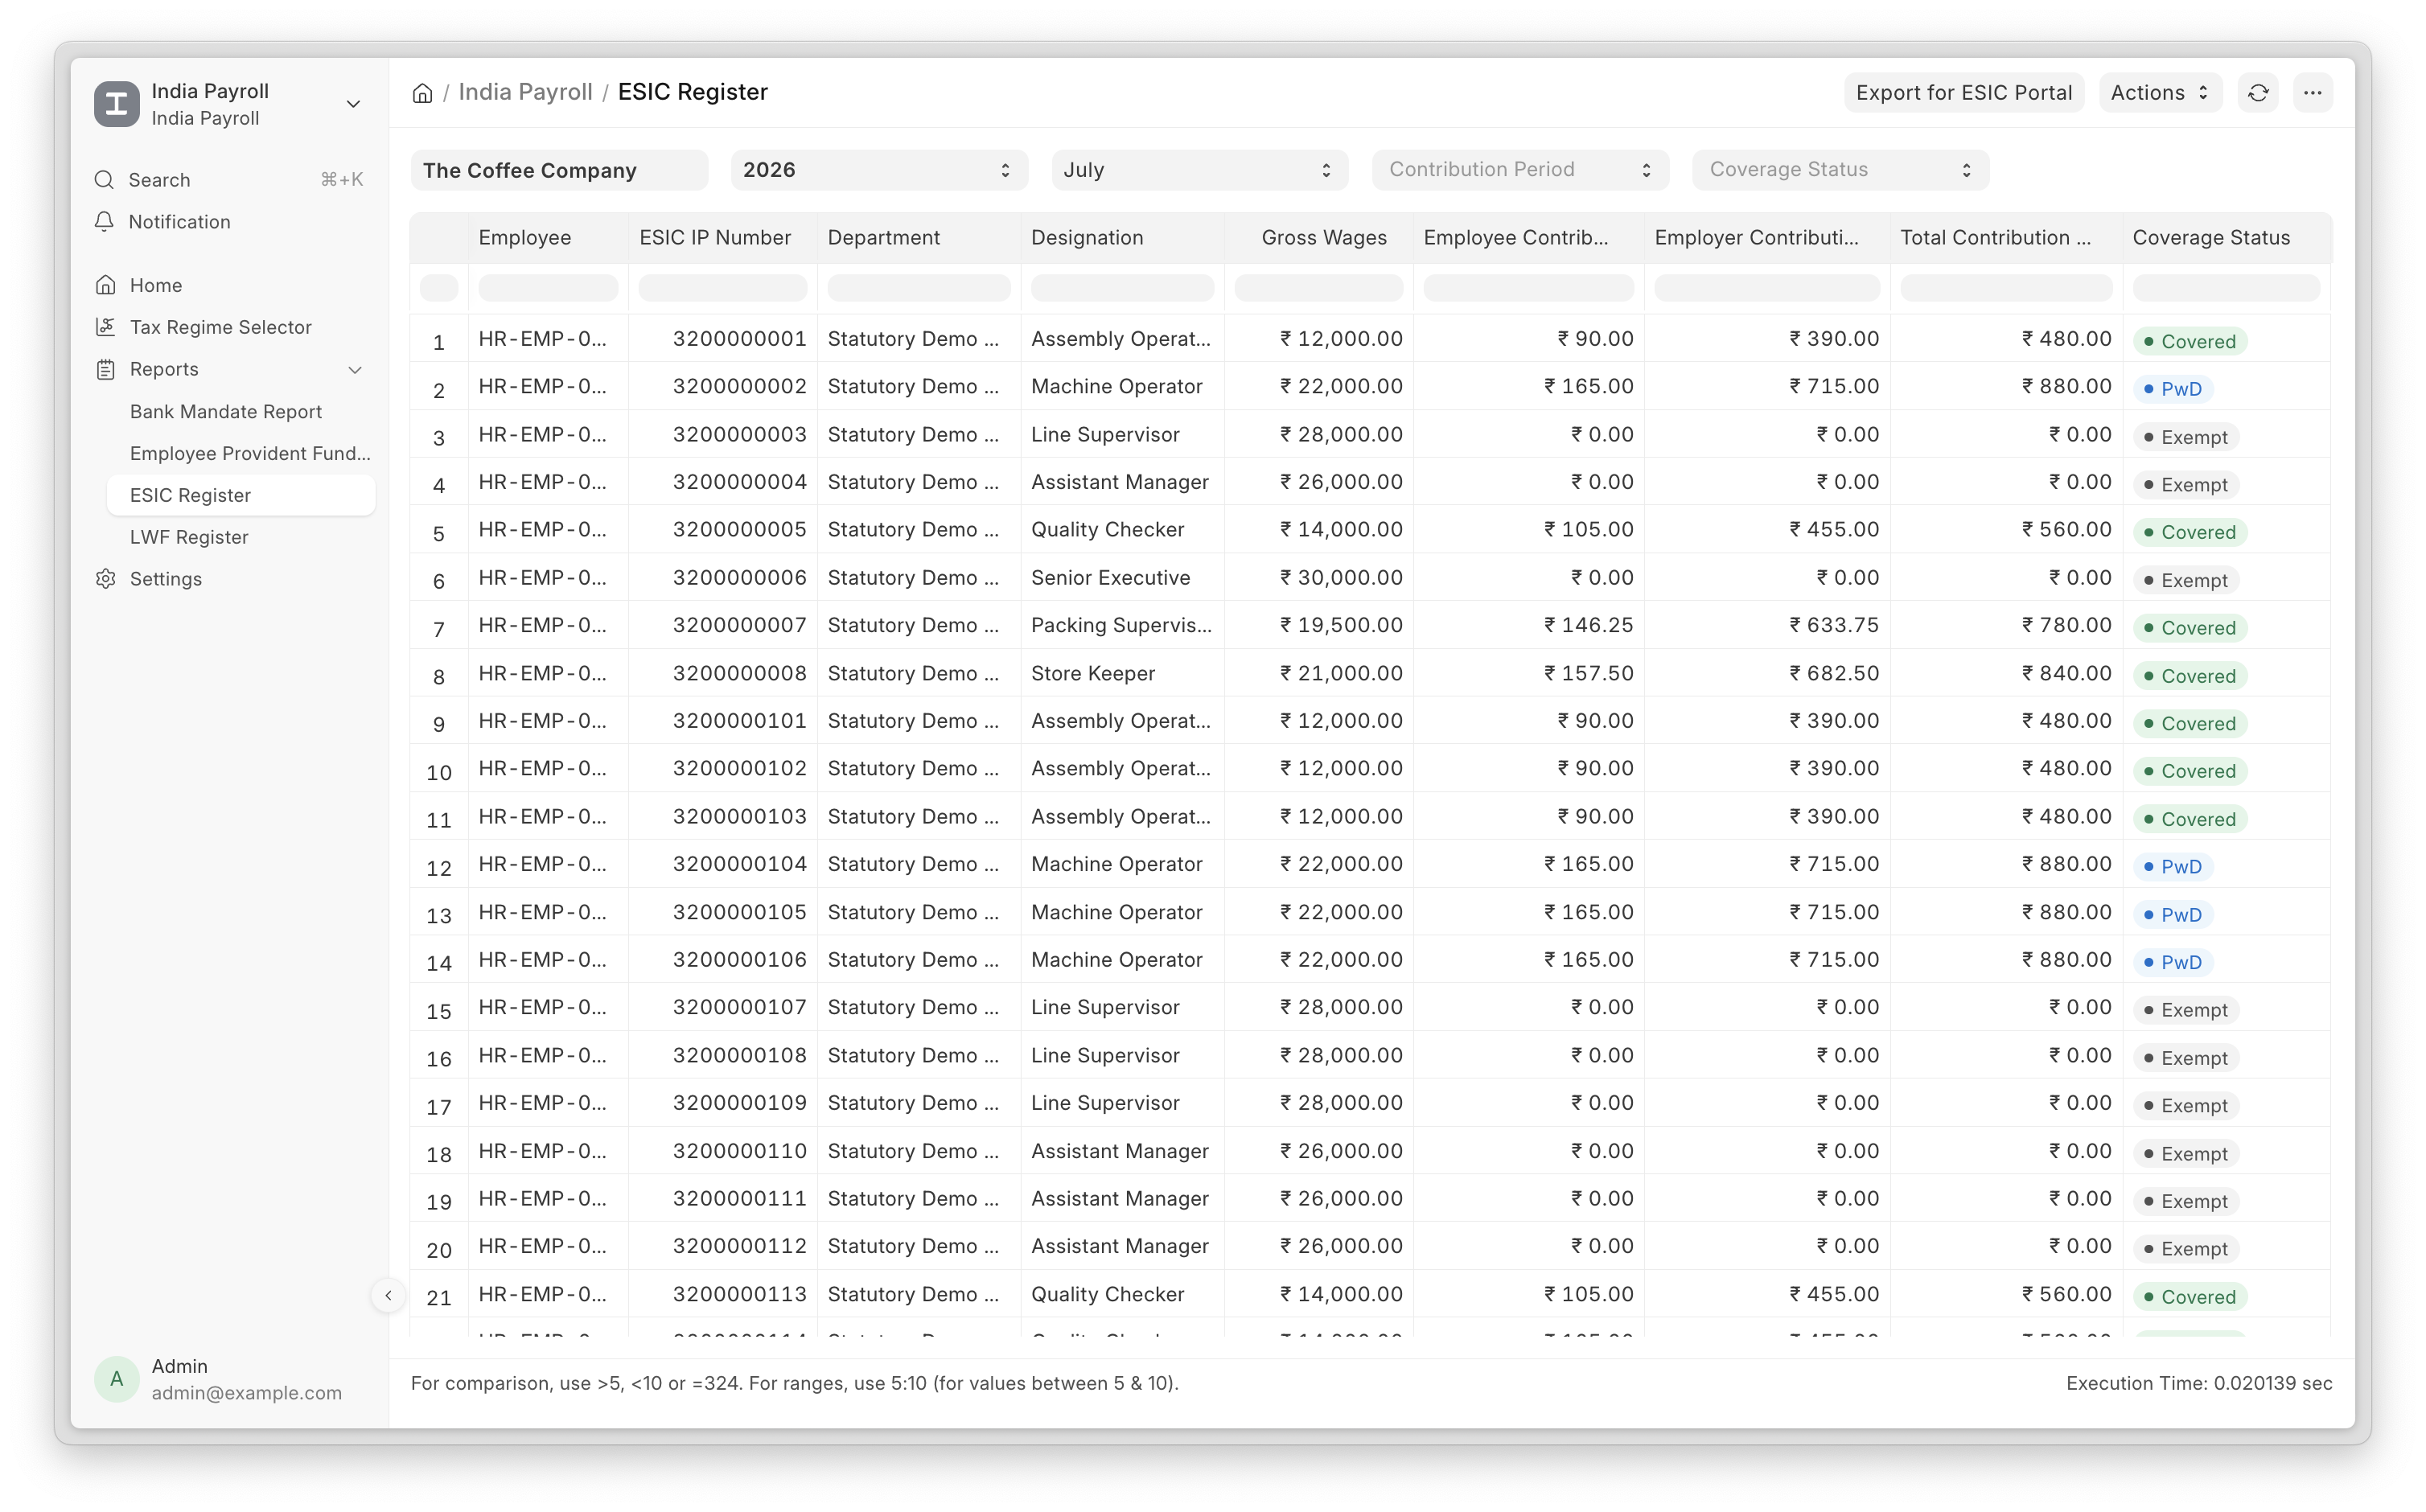 India Payroll
India Payroll
Search ⌘+K
Notification
Home
Tax Regime Selector
Reports
Bank Mandate Report
Employee Provident Fund...
ESIC Register
LWF Register
Settings
A
Admin
admin@example.com
/ India Payroll / ESIC Register
Export for ESIC Portal Actions ...
The Coffee Company 2026 July Contribution Period Coverage Status
Employee ESIC IP Number Department Designation Gross Wages Employee Contrib... Employer Contributi... Total Contribution ... Coverage Status
1 HR-EMP-0... 3200000001 Statutory Demo ... Assembly Operat... ₹ 12,000.00 ₹ 90.00 ₹ 390.00 ₹ 480.00 Covered
2 HR-EMP-0... 3200000002 Statutory Demo ... Machine Operator ₹ 22,000.00 ₹ 165.00 ₹ 715.00 ₹ 880.00 PwD
3 HR-EMP-0... 3200000003 Statutory Demo ... Line Supervisor ₹ 28,000.00 ₹ 0.00 ₹ 0.00 ₹ 0.00 Exempt
4 HR-EMP-0... 3200000004 Statutory Demo ... Assistant Manager ₹ 26,000.00 ₹ 0.00 ₹ 0.00 ₹ 0.00 Exempt
5 HR-EMP-0... 3200000005 Statutory Demo ... Quality Checker ₹ 14,000.00 ₹ 105.00 ₹ 455.00 ₹ 560.00 Covered
6 HR-EMP-0... 3200000006 Statutory Demo ... Senior Executive ₹ 30,000.00 ₹ 0.00 ₹ 0.00 ₹ 0.00 Exempt
7 HR-EMP-0... 3200000007 Statutory Demo ... Packing Supervis... ₹ 19,500.00 ₹ 146.25 ₹ 633.75 ₹ 780.00 Covered
8 HR-EMP-0... 3200000008 Statutory Demo ... Store Keeper ₹ 21,000.00 ₹ 157.50 ₹ 682.50 ₹ 840.00 Covered
9 HR-EMP-0... 3200000101 Statutory Demo ... Assembly Operat... ₹ 12,000.00 ₹ 90.00 ₹ 390.00 ₹ 480.00 Covered
10 HR-EMP-0... 3200000102 Statutory Demo ... Assembly Operat... ₹ 12,000.00 ₹ 90.00 ₹ 390.00 ₹ 480.00 Covered
11 HR-EMP-0... 3200000103 Statutory Demo ... Assembly Operat... ₹ 12,000.00 ₹ 90.00 ₹ 390.00 ₹ 480.00 Covered
12 HR-EMP-0... 3200000104 Statutory Demo ... Machine Operator ₹ 22,000.00 ₹ 165.00 ₹ 715.00 ₹ 880.00 PwD
13 HR-EMP-0... 3200000105 Statutory Demo ... Machine Operator ₹ 22,000.00 ₹ 165.00 ₹ 715.00 ₹ 880.00 PwD
14 HR-EMP-0... 3200000106 Statutory Demo ... Machine Operator ₹ 22,000.00 ₹ 165.00 ₹ 715.00 ₹ 880.00 PwD
15 HR-EMP-0... 3200000107 Statutory Demo ... Line Supervisor ₹ 28,000.00 ₹ 0.00 ₹ 0.00 ₹ 0.00 Exempt
16 HR-EMP-0... 3200000108 Statutory Demo ... Line Supervisor ₹ 28,000.00 ₹ 0.00 ₹ 0.00 ₹ 0.00 Exempt
17 HR-EMP-0... 3200000109 Statutory Demo ... Line Supervisor ₹ 28,000.00 ₹ 0.00 ₹ 0.00 ₹ 0.00 Exempt
18 HR-EMP-0... 3200000110 Statutory Demo ... Assistant Manager ₹ 26,000.00 ₹ 0.00 ₹ 0.00 ₹ 0.00 Exempt
19 HR-EMP-0... 3200000111 Statutory Demo ... Assistant Manager ₹ 26,000.00 ₹ 0.00 ₹ 0.00 ₹ 0.00 Exempt
20 HR-EMP-0... 3200000112 Statutory Demo ... Assistant Manager ₹ 26,000.00 ₹ 0.00 ₹ 0.00 ₹ 0.00 Exempt
21 HR-EMP-0... 3200000113 Statutory Demo ... Quality Checker ₹ 14,000.00 ₹ 105.00 ₹ 455.00 ₹ 560.00 Covered
For comparison, use >5, <10 or =324. For ranges, use 5:10 (for values between 5 & 10).
Execution Time: 0.020139 sec